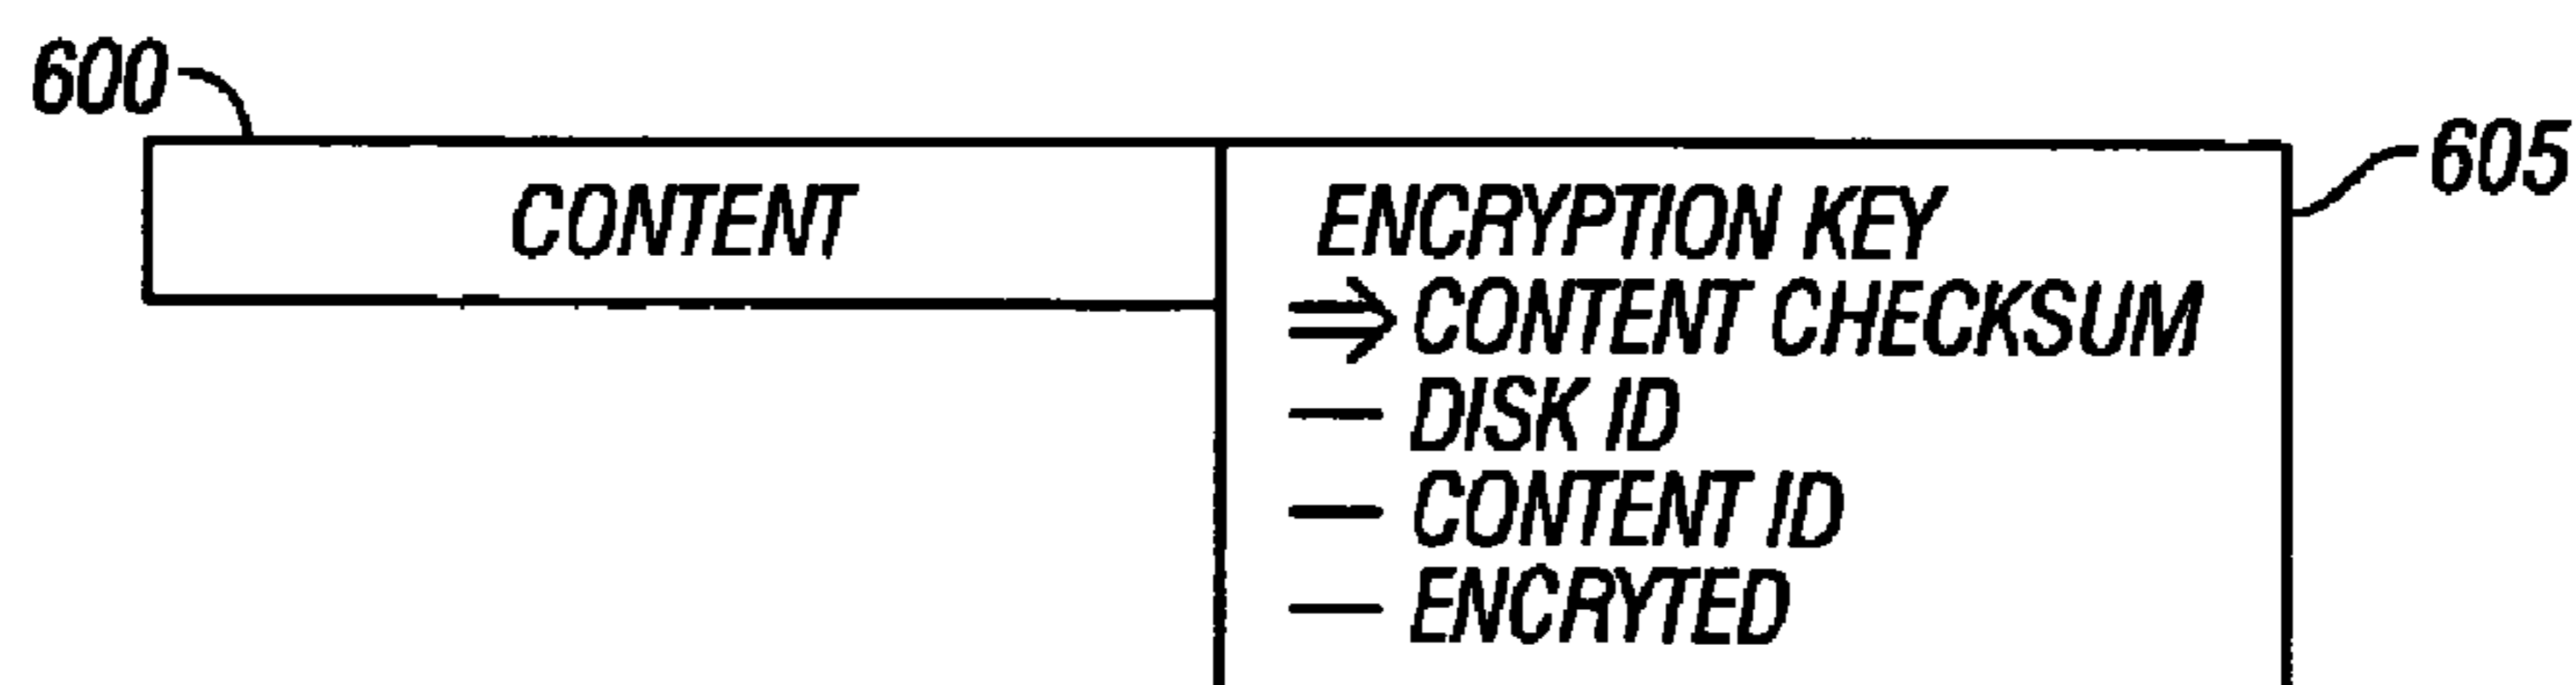 600
605
CONTENT
ENCRYPTION KEY
⇒ CONTENT CHECKSUM
— DISK ID
— CONTENT ID
— ENCRYTED